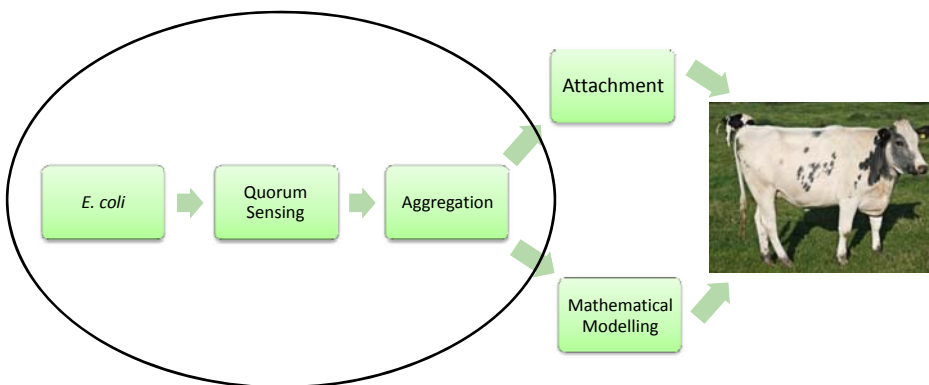 E. coli
Quorum
Sensing
Aggregation
Attachment
Mathematical
Modelling